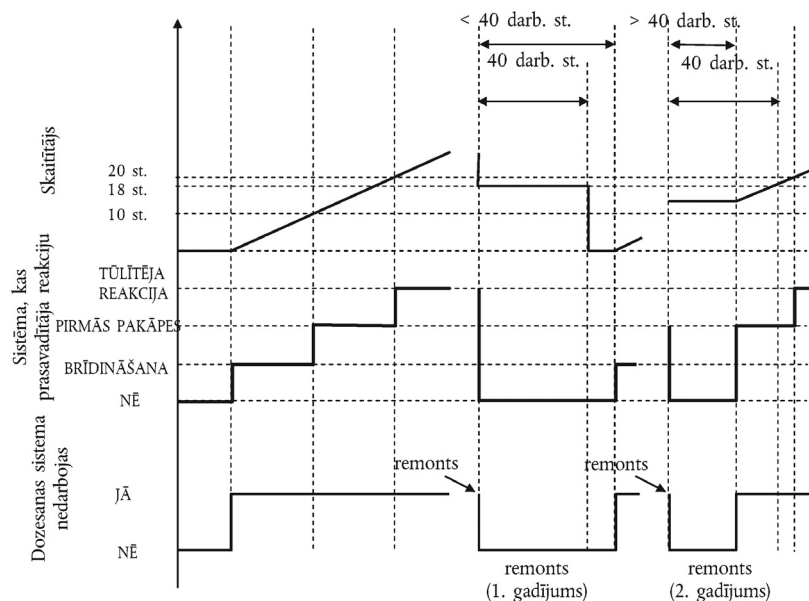 < 40 darb. st.
> 40 darb. st.
40 darb. st.
40 darb. st.
Skaitītājs
20 st.
18 st.
10 st.
Sistēma, kas
prasavadītāja reakciju
TŪLĪTĒJA
REAKCIJA
PIRMĀS PAKĀPES
BRĪDINĀŠANA
NĒ
Dozesanas sistema
nedarbojas
remonts
remonts
JĀ
NĒ
remonts
(1. gadījums)
remonts
(2. gadījums)